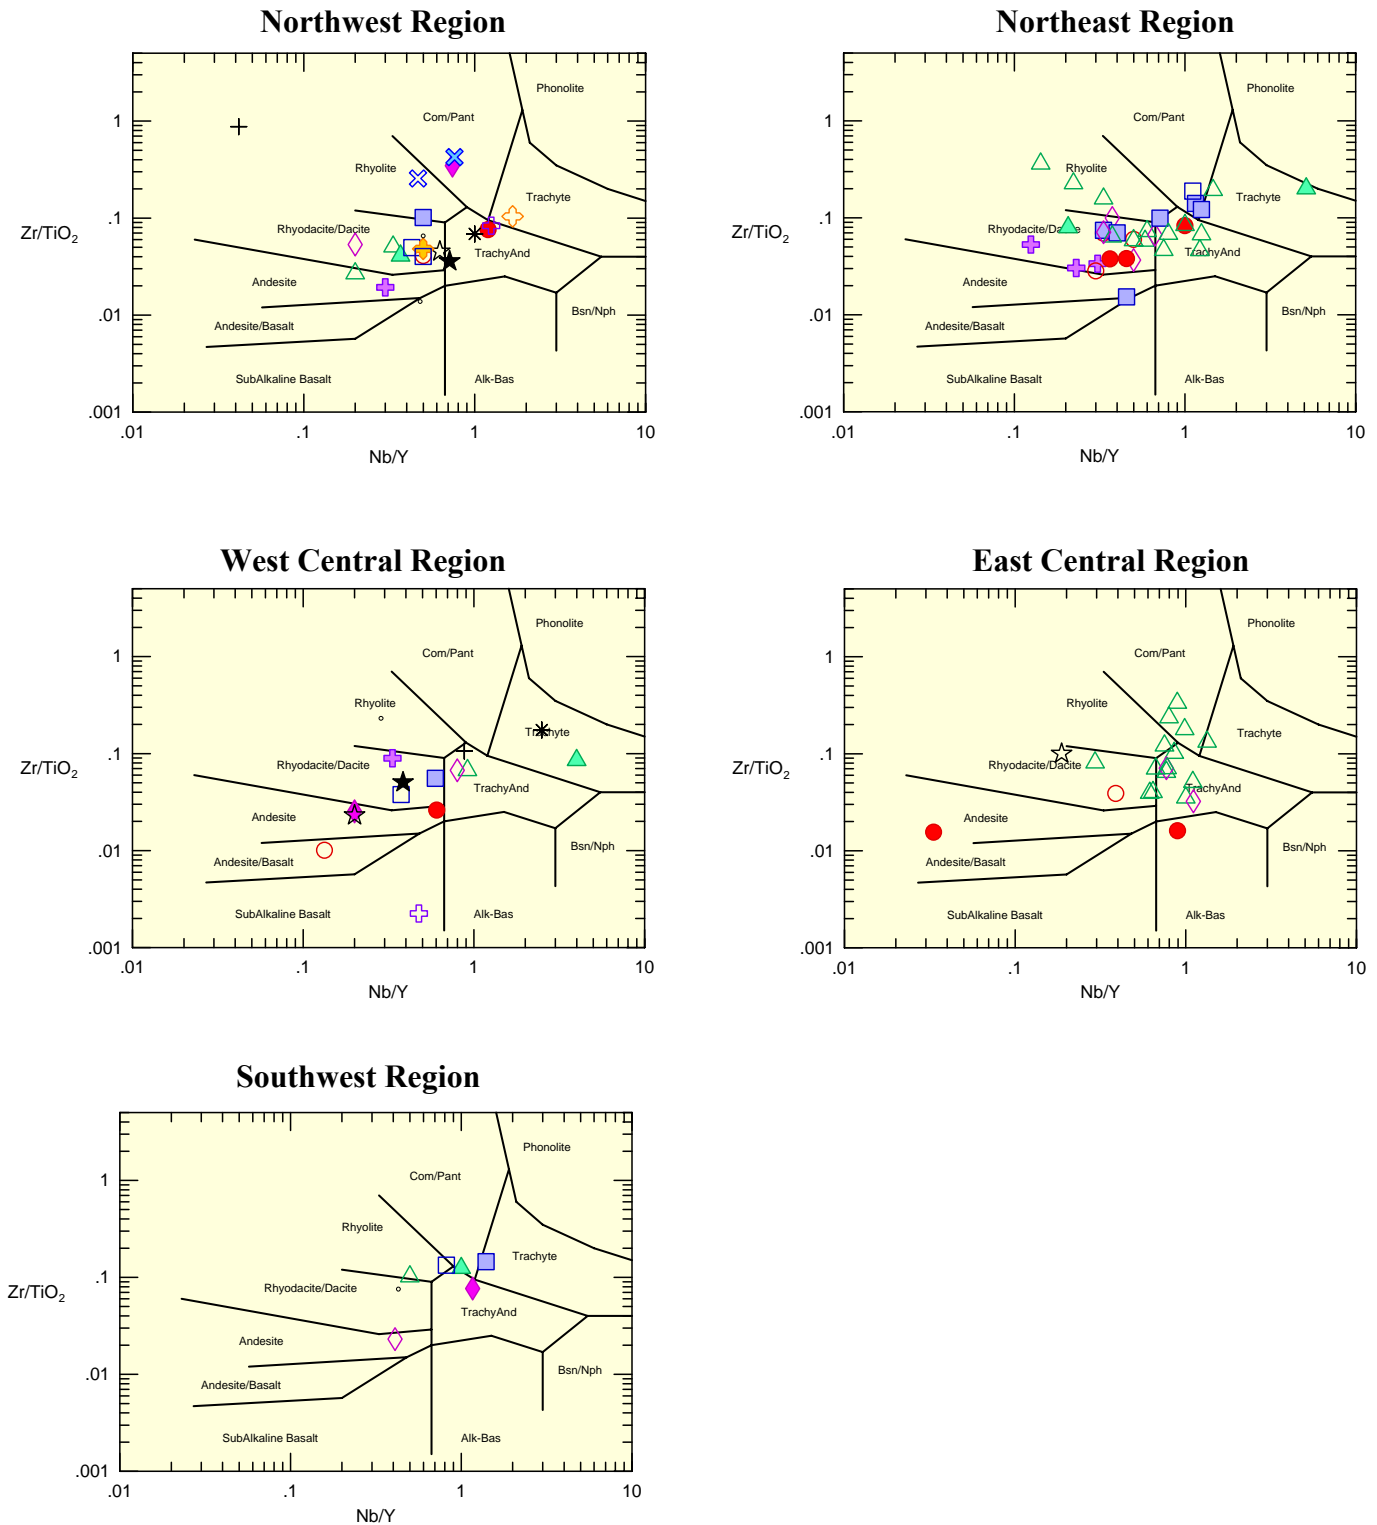 Northwest Region
Northeast Region
Phonolite
Com/Pant
1
Rhyolite
Trachyte
.1
Rhyodacite/Dacite
Zr/TiO2
TrachyAnd
Andesite
.01
Bsn/Nph
Andesite/Basalt
SubAlkaline Basalt
Alk-Bas
.001
.01
.1
1
10
Nb/Y
Phonolite
Com/Pant
1
Rhyolite
Trachyte
.1
Rhyodacite/Dacite
Zr/TiO2
TrachyAnd
Andesite
.01
Bsn/Nph
Andesite/Basalt
SubAlkaline Basalt
Alk-Bas
.001
.01
.1
1
10
Nb/Y
West Central Region
East Central Region
Phonolite
Com/Pant
1
Rhyolite
Trachyte
.1
Rhyodacite/Dacite
Zr/TiO2
TrachyAnd
Andesite
.01
Bsn/Nph
Andesite/Basalt
SubAlkaline Basalt
Alk-Bas
.001
.01
.1
1
10
Nb/Y
Phonolite
Com/Pant
1
Rhyolite
Trachyte
.1
Rhyodacite/Dacite
Zr/TiO2
TrachyAnd
Andesite
.01
Bsn/Nph
Andesite/Basalt
SubAlkaline Basalt
Alk-Bas
.001
.01
.1
1
10
Nb/Y
Southwest Region
Phonolite
Com/Pant
1
Rhyolite
Trachyte
.1
Rhyodacite/Dacite
Zr/TiO2
TrachyAnd
Andesite
.01
Bsn/Nph
Andesite/Basalt
SubAlkaline Basalt
Alk-Bas
.001
.01
.1
1
10
Nb/Y